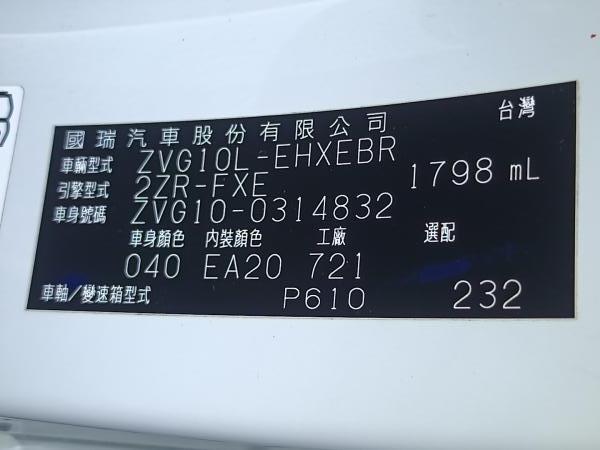 台灣
國瑞汽車股份有限公司
車輛型式 ZVG10L-EHXEBR
引擎型式 2ZR-FXE 1798 mL
車身號碼 ZVG10-0314832
車身顏色 內裝顏色 工廠 選配
040 EA20 721
車軸/變速箱型式 P610 232